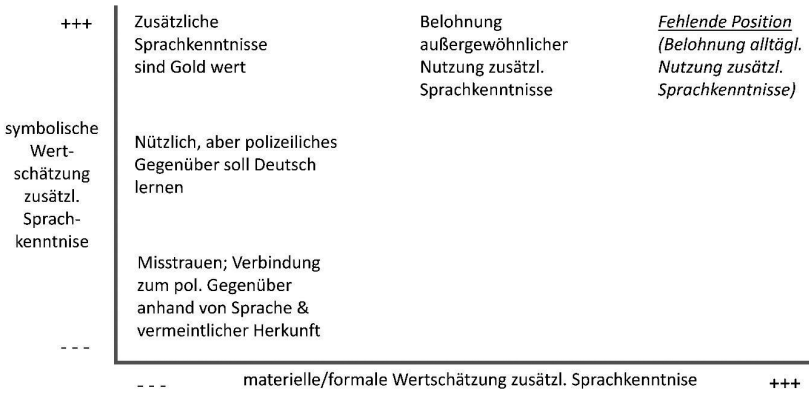 +++
Zusätzliche
Sprachkenntnisse
sind Gold wert
Belohnung
außergewöhnlicher
Nutzung zusätzl.
Sprachkenntnisse
Fehlende Position
(Belohnung alltägl.
Nutzung zusätzl.
Sprachkenntnisse)
symbolische
Wert-
schätzung
zusätzl.
Sprach-
kenntnise
Nützlich, aber polizeiliches
Gegenüber soll Deutsch
lernen
Misstrauen; Verbindung
zum pol. Gegenüber
anhand von Sprache &
vermeintlicher Herkunft
- - -
- - -
materielle/formale Wertschätzung zusätzl. Sprachkenntnise
+++